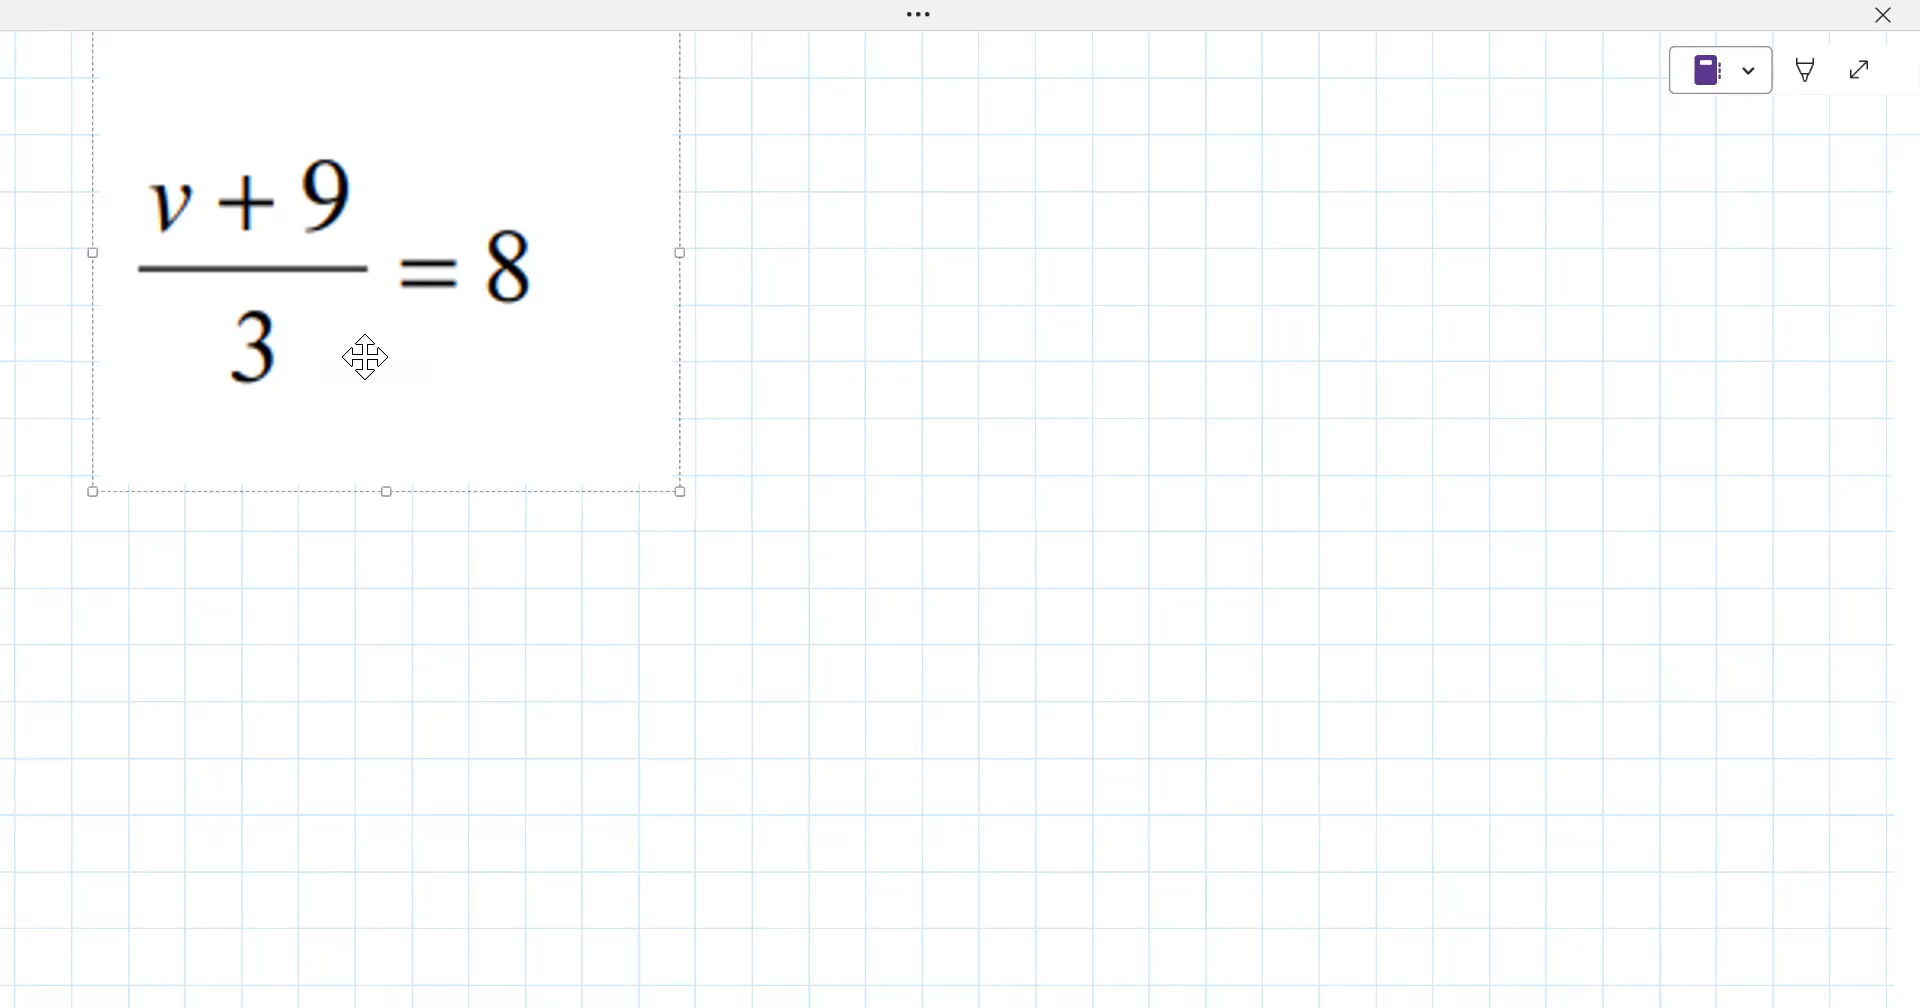 v + 9
= 8
3